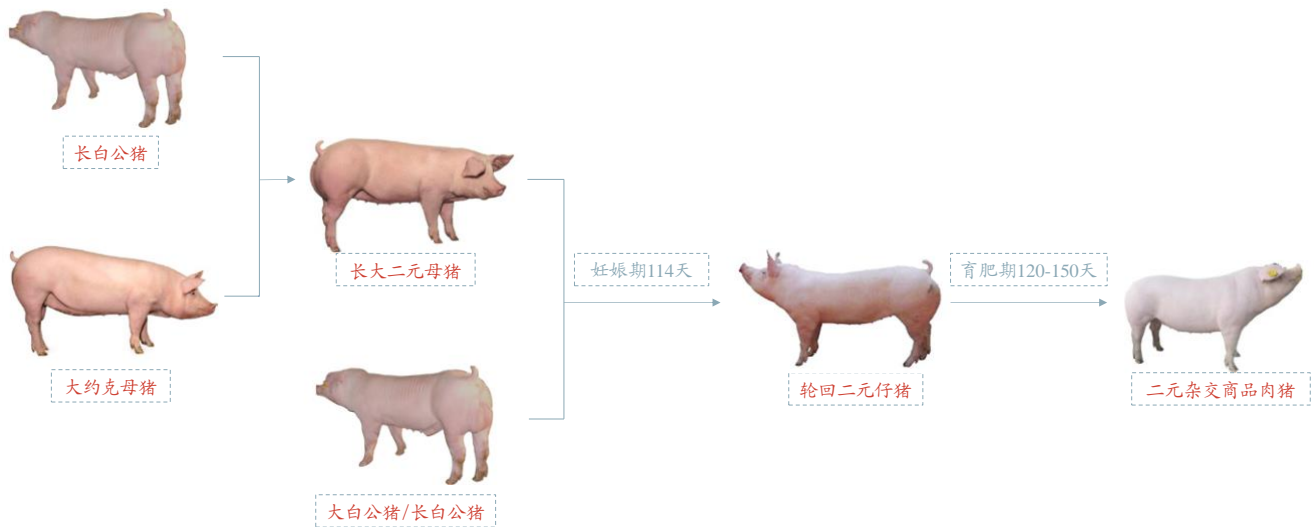 长白公猪
大约克母猪
长大二元母猪
大白公猪/长白公猪
妊娠期114天
轮回二元仔猪
育肥期120-150天
二元杂交商品肉猪